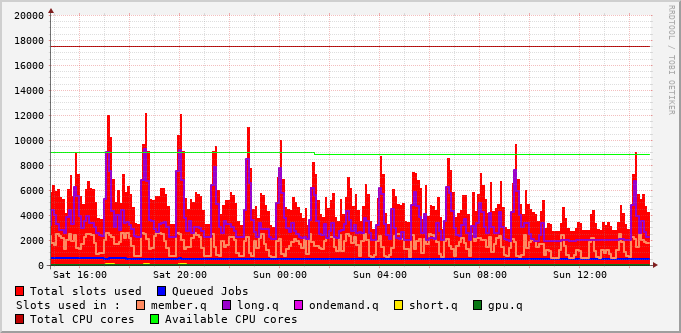 20000
18000
16000
14000
12000
10000
8000
6000
4000
2000
0
Sat 16:00 Sat 20:00 Sun 00:00 Sun 04:00 Sun 08:00 Sun 12:00
RRDTOOL / TOBI OETIKER
Total slots used Queued Jobs
Slots used in : member.q long.q ondemand.q short.q gpu.q
Total CPU cores Available CPU cores